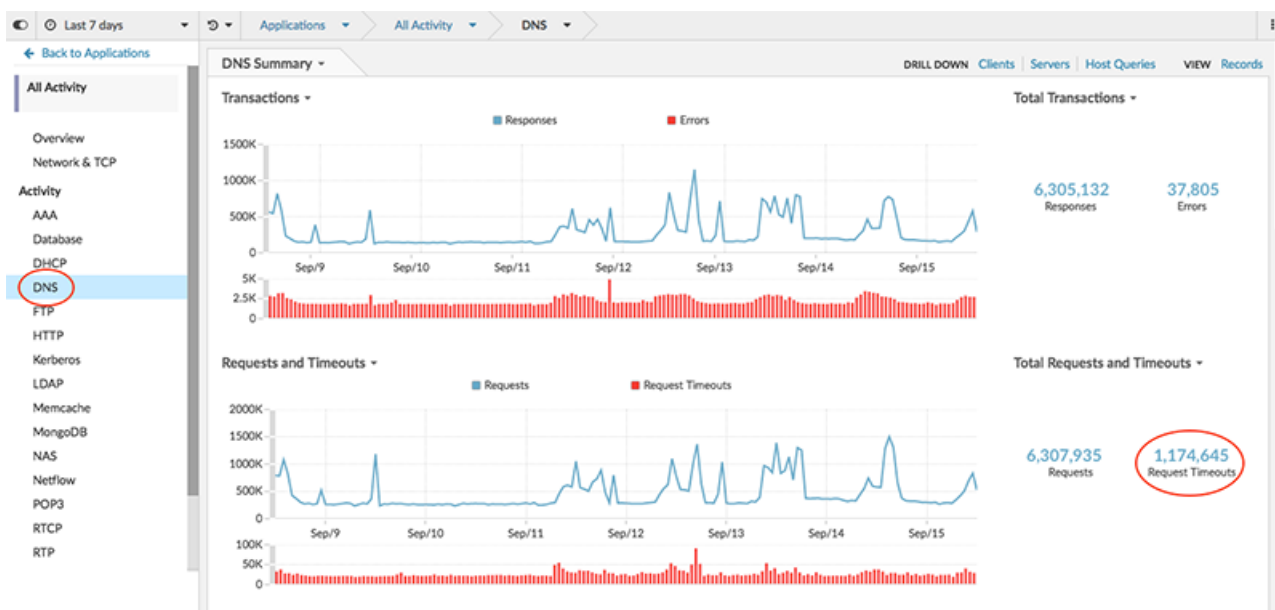 Last 7 days
Applications
All Activity
DNS
Back to Applications
All Activity
Overview
Network & TCP
Activity
AAA
Database
DHCP
DNS
FTP
HTTP
Kerberos
LDAP
Memcache
MongoDB
NAS
Netflow
POP3
RTCP
RTP
DNS Summary
DRILL DOWN Clients Servers Host Queries VIEW Records
Transactions
Responses Errors
1500K
1000K
500K
0
Sep/9 Sep/10 Sep/11 Sep/12 Sep/13 Sep/14 Sep/15
5K
2.5K
0
Total Transactions
6,305,132 37,805
Responses Errors
Requests and Timeouts
Requests Request Timeouts
2000K
1500K
1000K
500K
0
Sep/9 Sep/10 Sep/11 Sep/12 Sep/13 Sep/14 Sep/15
100K
50K
0
Total Requests and Timeouts
6,307,935 1,174,645
Requests Request Timeouts